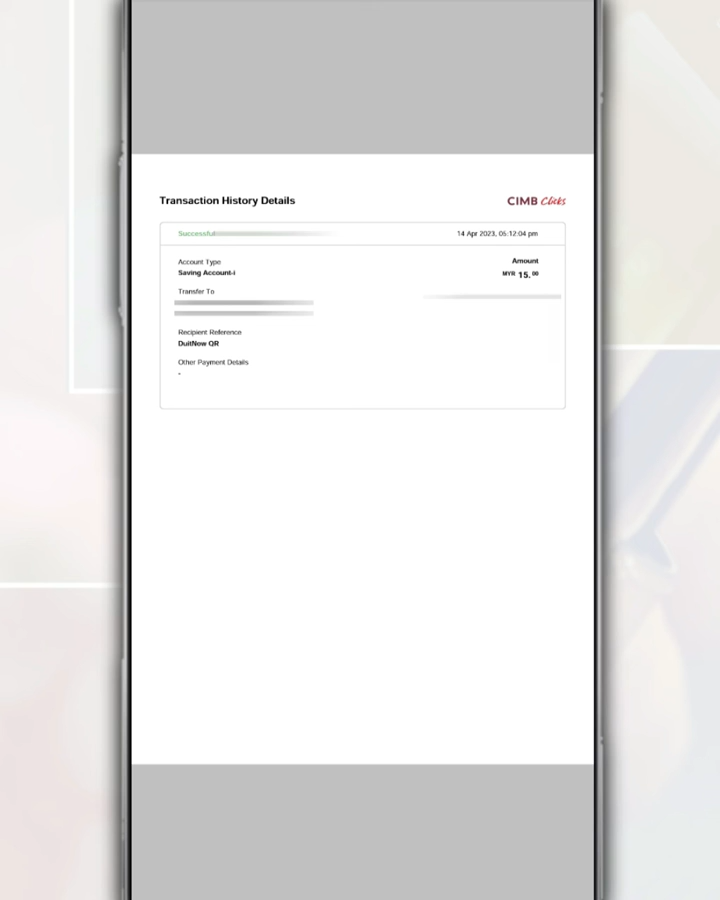 Transaction History Details
CIMB Clicks
Successful
14 Apr 2023, 05:12:04 pm
Account Type
Saving Account-i
Amount
MYR 15.00
Transfer To
Recipient Reference
DuitNow QR
Other Payment Details
-